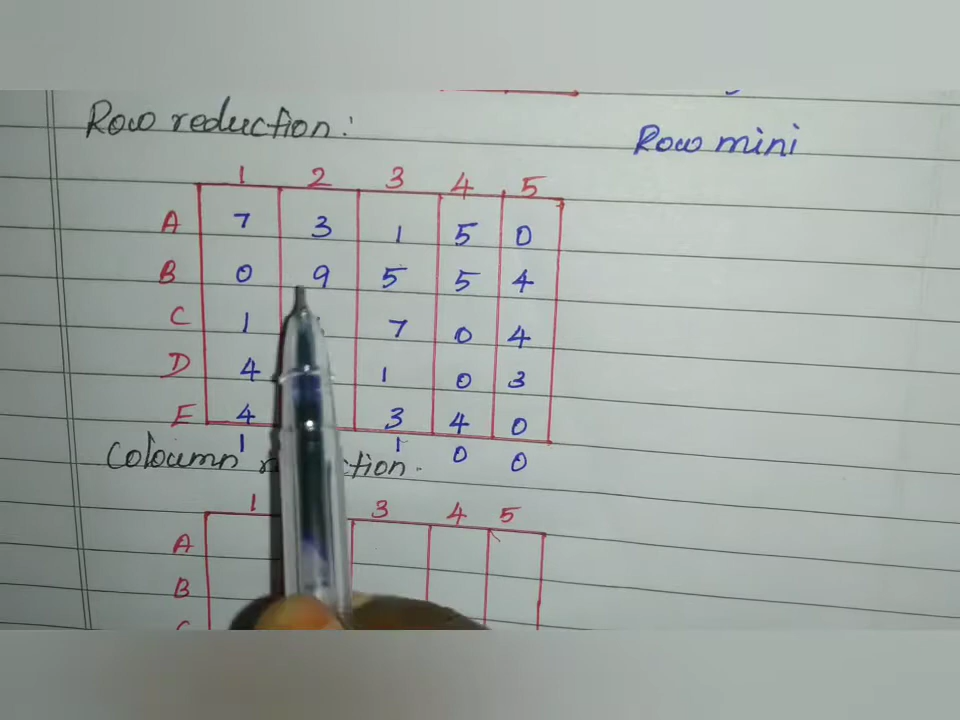 Row reduction:
Row mini
1 2 3 4 5
A 7 3 1 5 0
B 0 9 5 5 4
C 1 7 0 4
D 4 1 0 3
E 4 3 4 0
1 1 0 0
Coloumn ction.
1 3 4 5
A
B